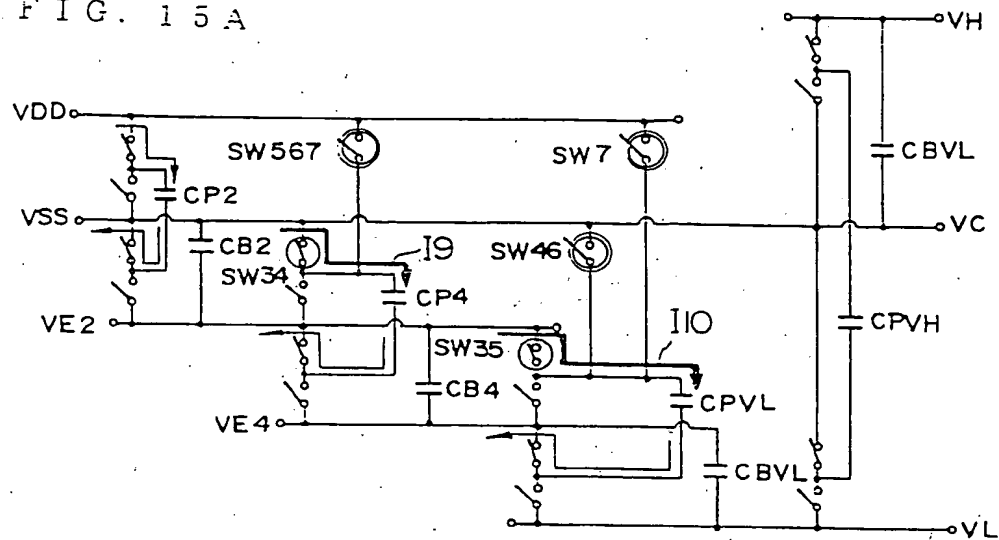 FIG. 15A
VH
VDD
SW567
SW7
CBVL
CP2
VSS
VC
CB2
I9
SW46
SW34
CP4
VE2
I10
CPVH
SW35
CB4
CPVL
VE4
CBVL
VL